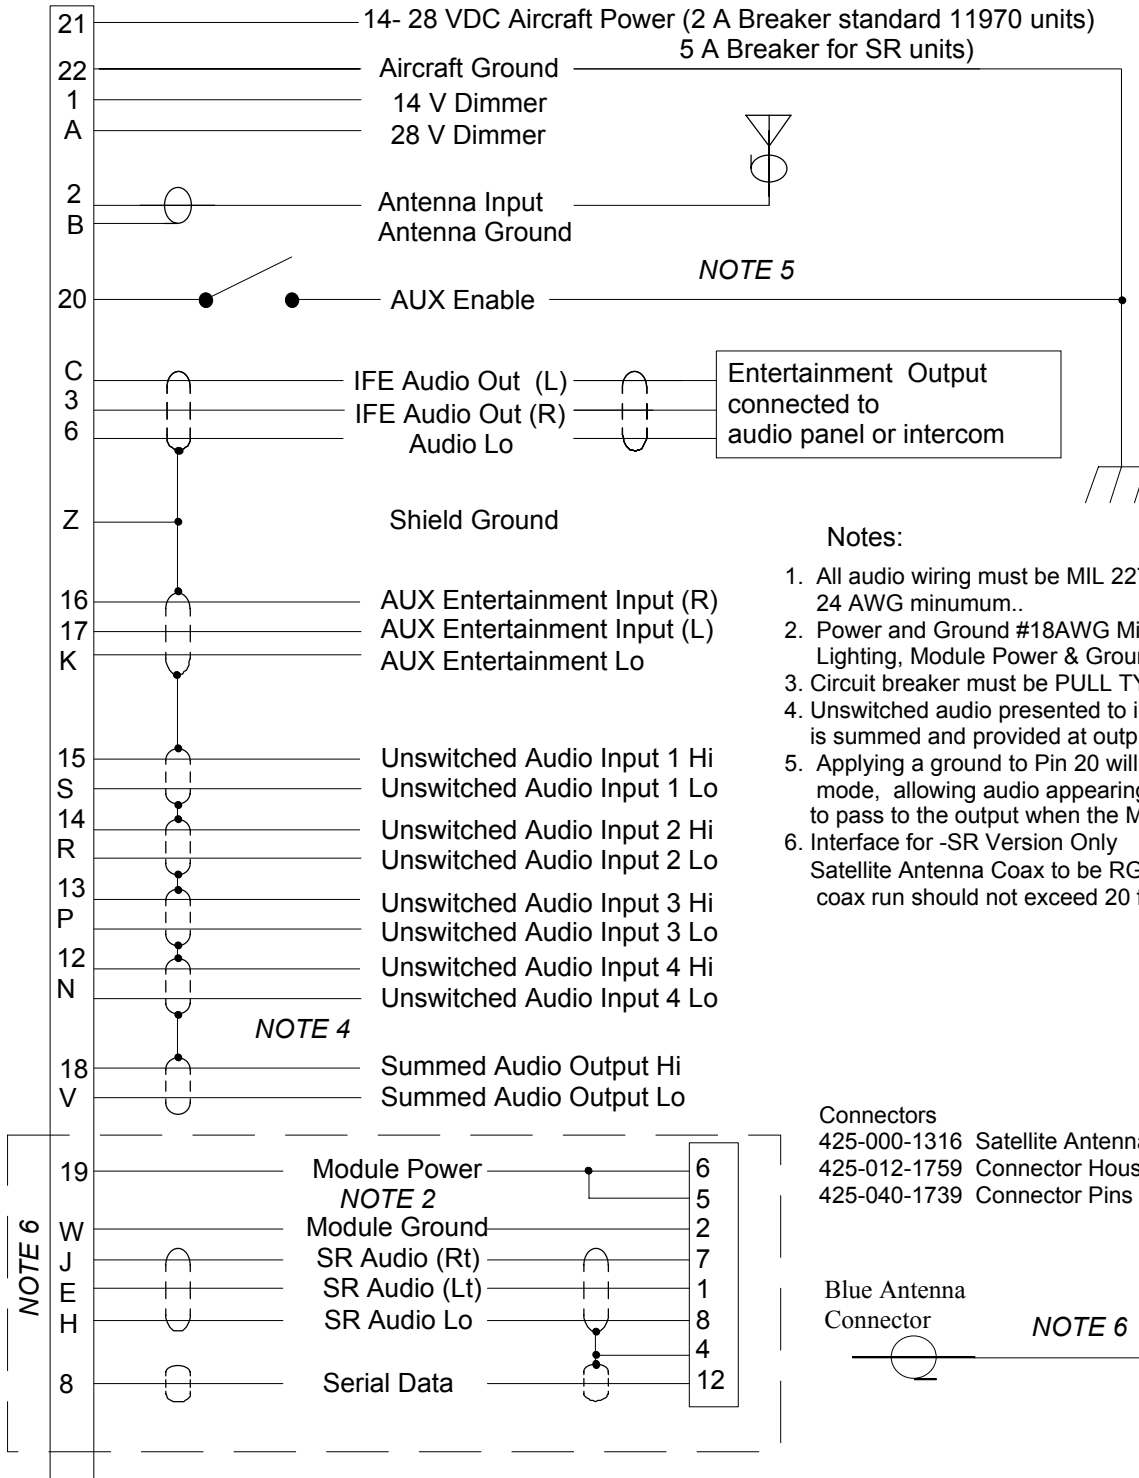 21 14- 28 VDC Aircraft Power (2 A Breaker standard 11970 units)
5 A Breaker for SR units)
22 Aircraft Ground
1 14 V Dimmer
A 28 V Dimmer
2 Antenna Input
B Antenna Ground
NOTE 5
20 AUX Enable
C IFE Audio Out (L)
3 IFE Audio Out (R)
6 Audio Lo
Entertainment Output
connected to
audio panel or intercom
Z Shield Ground
16 AUX Entertainment Input (R)
17 AUX Entertainment Input (L)
K AUX Entertainment Lo
15 Unswitched Audio Input 1 Hi
S Unswitched Audio Input 1 Lo
14 Unswitched Audio Input 2 Hi
R Unswitched Audio Input 2 Lo
13 Unswitched Audio Input 3 Hi
P Unswitched Audio Input 3 Lo
12 Unswitched Audio Input 4 Hi
N Unswitched Audio Input 4 Lo
NOTE 4
18 Summed Audio Output Hi
V Summed Audio Output Lo
Notes:
1. All audio wiring must be MIL
24 AWG minumum..
2. Power and Ground #18AWG
Lighting, Module Power &
3. Circuit breaker must be PULL
4. Unswitched audio presented to
is summed and provided at
5. Applying a ground to Pin 20 will
mode, allowing audio
to pass to the output when the
6. Interface for -SR Version Only
Satellite Antenna Coax to be
coax run should not exceed 20
NOTE 6
19 Module Power 6
NOTE 2 5
W Module Ground 2
J SR Audio (Rt) 7
E SR Audio (Lt) 1
H SR Audio Lo 8
4
8 Serial Data 12
Connectors
425-000-1316 Satellite
425-012-1759 Connector
425-040-1739 Connector Pins
Blue Antenna
Connector
NOTE 6